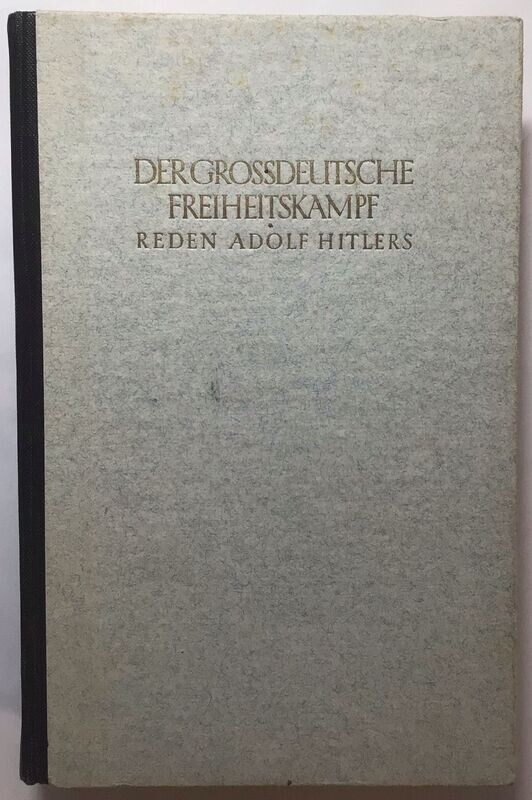 DER GROSSDEUTSCHE
FREIHEITSKAMPF
REDEN ADOLF HITLERS